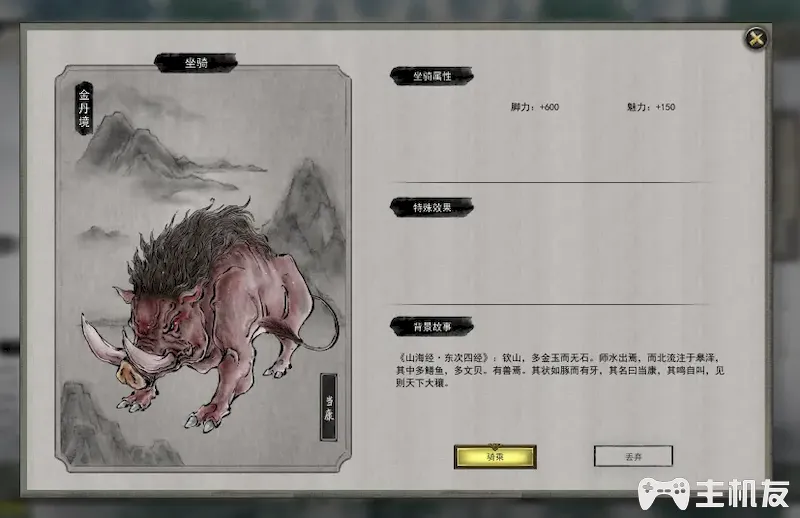 坐骑
金丹境
当康
坐骑属性
脚力：+600
魅力：+150
特殊效果
背景故事
《山海经·东次四经》：钦山，多金玉而无石。师水出焉，而北流注于皋泽，
其中多鱃鱼，多文贝。有兽焉。其状如豚而有牙，其名曰当康，其鸣自叫，见
则天下大穰。
骑乘
丢弃
主机友